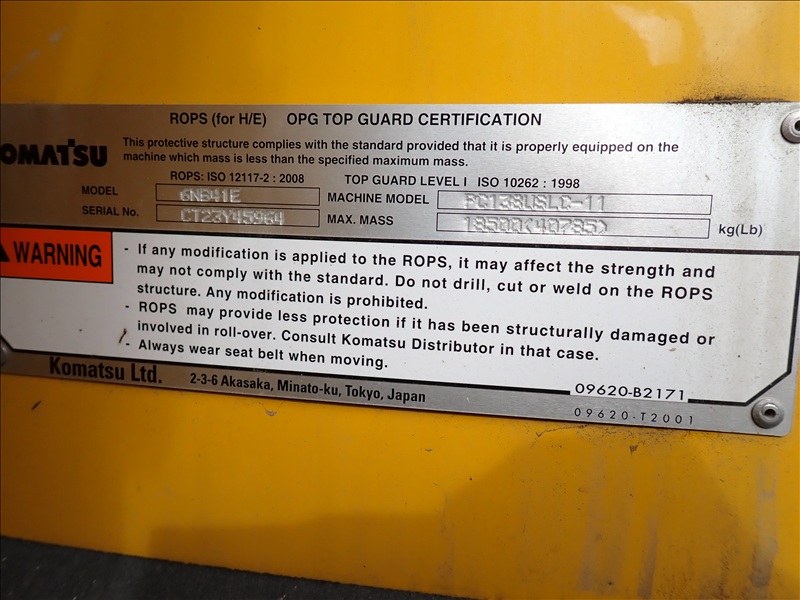 ROPS (for H/E) OPG TOP GUARD CERTIFICATION
OMATSU
This protective structure complies with the standard provided that it is properly equipped on the
machine which mass is less than the specified maximum mass.
ROPS: ISO 12117-2 : 2008 TOP GUARD LEVEL I ISO 10262 : 1998
MODEL 6NB41E MACHINE MODEL PC138USLC-11
SERIAL No. CT23Y45964 MAX. MASS 18500(40785) kg(Lb)
WARNING
- If any modification is applied to the ROPS, it may affect the strength and
may not comply with the standard. Do not drill, cut or weld on the ROPS
structure. Any modification is prohibited.
- ROPS may provide less protection if it has been structurally damaged or
involved in roll-over. Consult Komatsu Distributor in that case.
- Always wear seat belt when moving.
Komatsu Ltd. 2-3-6 Akasaka, Minato-ku, Tokyo, Japan
09620-B2171
09620-T2001